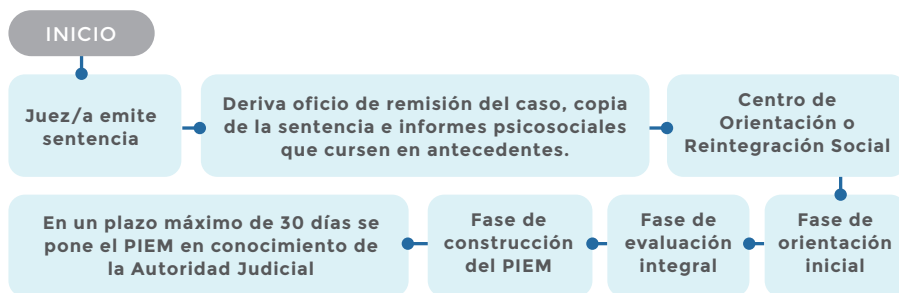 INICIO
Juez/a emite
sentencia
Deriva oficio de remisión del caso, copia
de la sentencia e informes psicosociales
que cursen en antecedentes.
Centro de
Orientación o
Reintegración Social
Fase de
orientación
inicial
Fase de
evaluación
integral
Fase de
construcción
del PIEM
En un plazo máximo de 30 días se
pone el PIEM en conocimiento de
la Autoridad Judicial